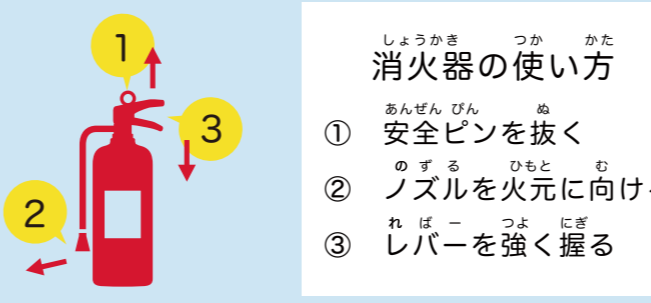 1
3
2
消火器の使い方
しょうかき つか かた
① 安全ピンを抜く
あんぜん ぴん ぬ
② ノズルを火元に向ける
のずる ひもと む
③ レバーを強く握る
ればー つよ にぎ